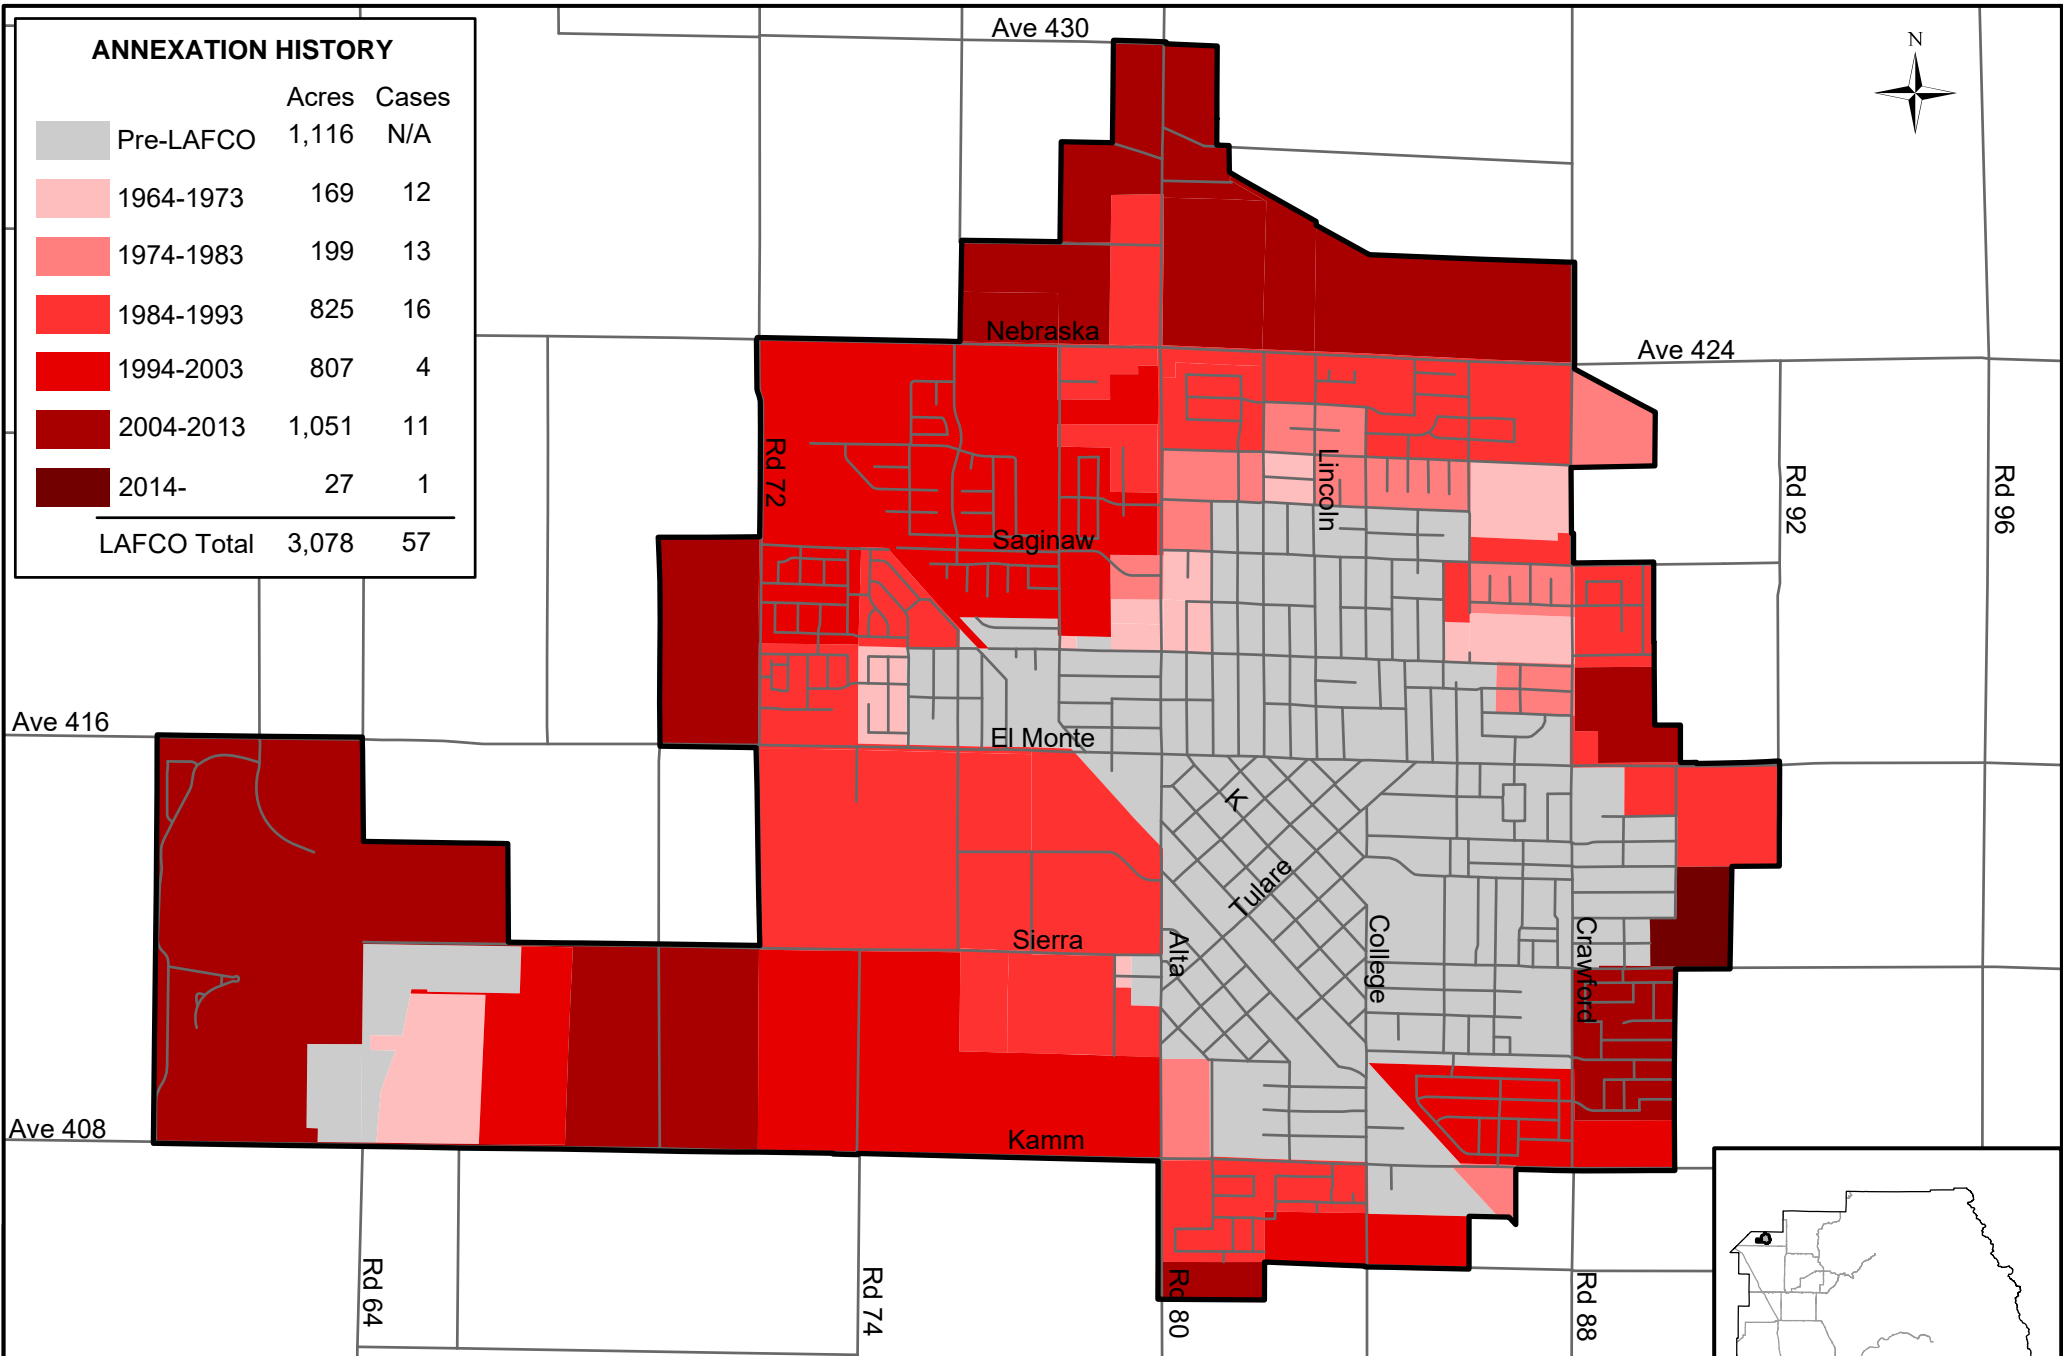 ANNEXATION HISTORY
Acres Cases
Pre-LAFCO 1,116 N/A
1964-1973 169 12
1974-1983 199 13
1984-1993 825 16
1994-2003 807 4
2004-2013 1,051 11
2014- 27 1
LAFCO Total 3,078 57
Ave 430
N
Nebraska
Ave 424
Rd 72
Lincoln
Rd 92
Rd 96
Saginaw
Ave 416
El Monte
K
Tulare
Sierra
Alta
College
Crawford
Ave 408
Kamm
Rd 64
Rd 74
Rd 80
Rd 88